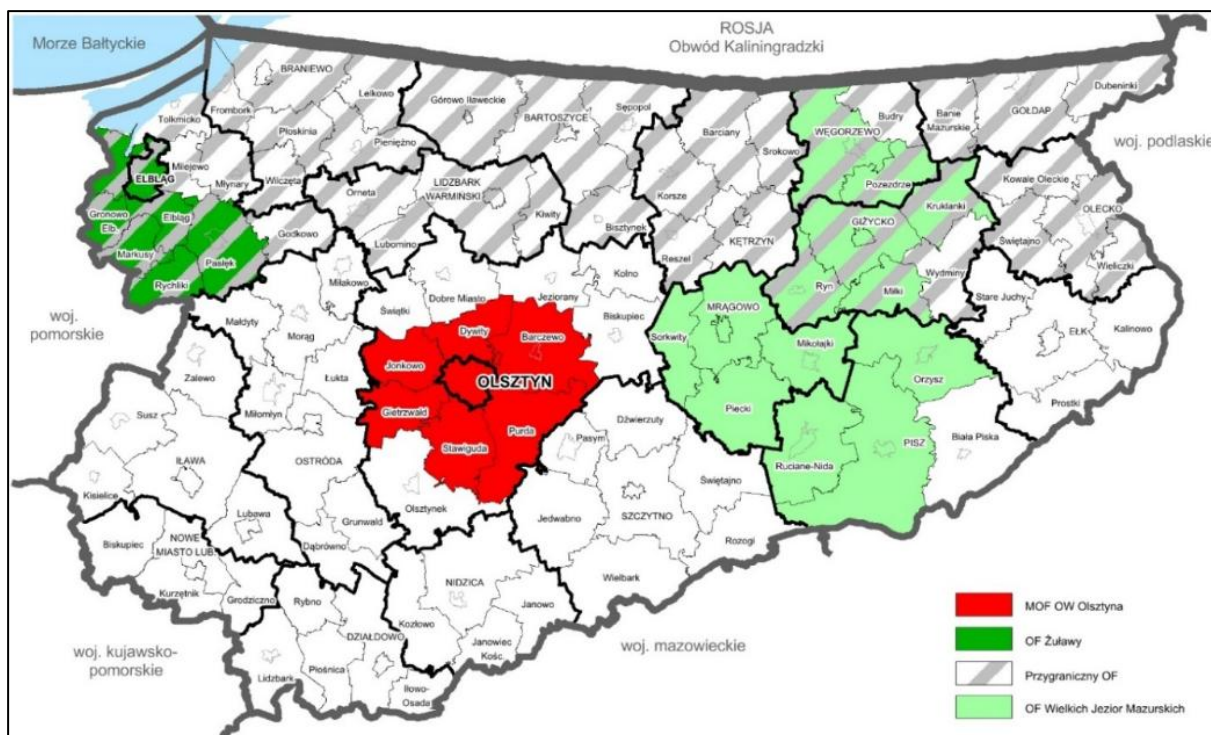 Morze Bałtyckie
ROSJA
Obwód Kaliningradzki
BRANIEWO
Lelkowo
Frombork
Tolkmicko
Płoskinia
Pieniężno
Górowo Iławeckie
BARTOSZYCE
Sępopol
Barciany
Srokowo
WĘGORZEWO
Budry
Banie
Mazurskie
GOŁDAP
Dubeninki
woj. podlaskie
ELBLĄG
Milejewo
Młynary
Wilczęta
Orneta
LIDZBARK
WARMIŃSKI
Kiwity
Bisztynek
Korsze
KĘTRZYN
Pozezdrze
Kruklanki
Kowale Oleckie
OLECKO
Gronowo
Elb.
Elbląg
Markusy
Pasłęk
Rychliki
Godkowo
Lubomino
Reszel
GIŻYCKO
Ryn
Miłki
Wydminy
Świętajno
Wieliczki
woj.
pomorskie
Miłakowo
Małdyty
Morąg
Świątki
Dobre Miasto
Jeziorany
Kolno
Biskupiec
Sorkwity
MRĄGOWO
Mikołajki
Stare Juchy
EŁK
Kalinowo
Zalewo
Łukta
Jonkowo
Dywity
Barczewo
OLSZTYN
Orzysz
Susz
Miłomłyn
Gietrzwałd
Purda
Stawiguda
Dźwierzuty
Piecki
Prostki
IŁAWA
OSTRÓDA
Pasym
Ruciane-Nida
PISZ
Biała Piska
Kisielice
Lubawa
Grunwald
Olsztynek
Jedwabno
SZCZYTNO
Świętajno
Biskupiec
NOWE
MIASTO LUB.
Dąbrówno
Rozogi
Kurzętnik
Grodziczno
Rybno
NIDZICA
Wielbark
DZIAŁDOWO
Kozłowo
Janowo
woj. kujawsko-
pomorskie
Lidzbark
Płośnica
Janowiec
Kośc.
Iłowo-
Osada
woj. mazowieckie
MOF OW Olsztyna
OF Żuławy
Przygraniczny OF
OF Wielkich Jezior Mazurskich